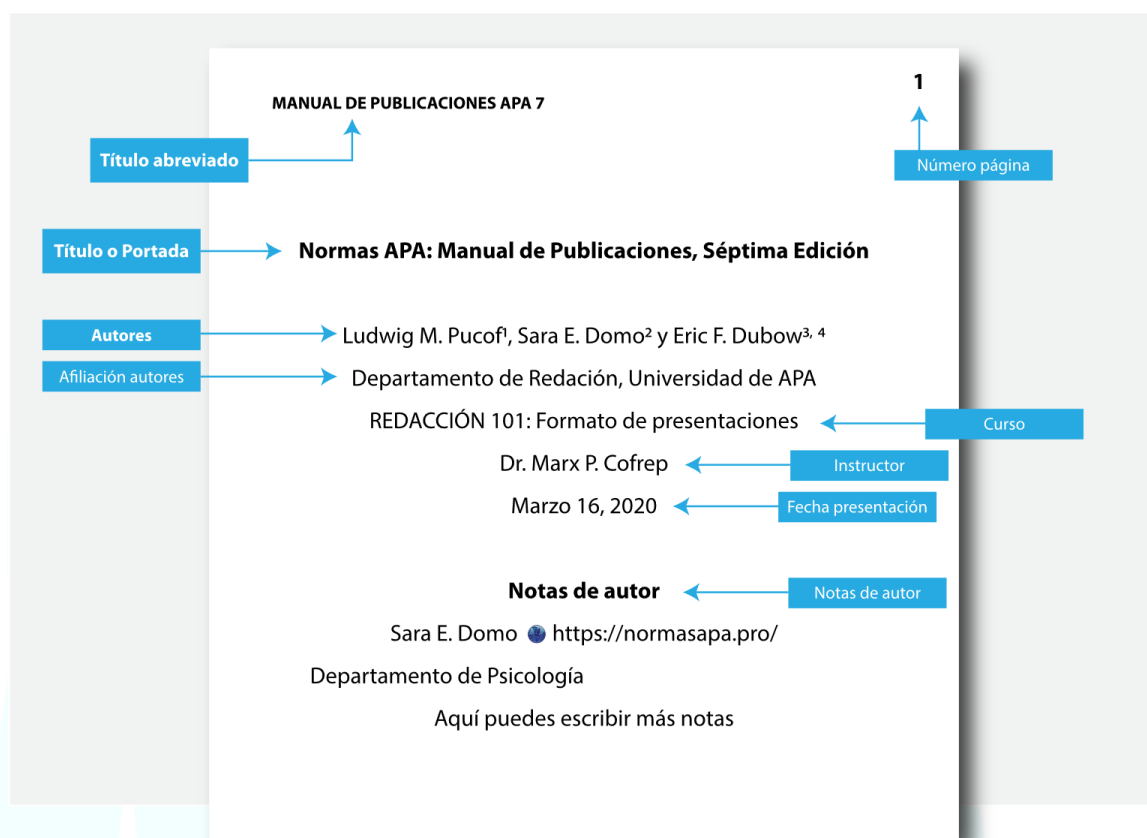 1
MANUAL DE PUBLICACIONES APA 7
Título abreviado
Número página
Título o Portada
Normas APA: Manual de Publicaciones, Séptima Edición
Autores
Ludwig M. Pucof¹, Sara E. Domo² y Eric F. Dubow³, ⁴
Afiliación autores
Departamento de Redación, Universidad de APA
REDACCIÓN 101: Formato de presentaciones
Curso
Dr. Marx P. Cofrep
Instructor
Marzo 16, 2020
Fecha presentación
Notas de autor
Notas de autor
Sara E. Domo https://normasapa.pro/
Departamento de Psicología
Aquí puedes escribir más notas